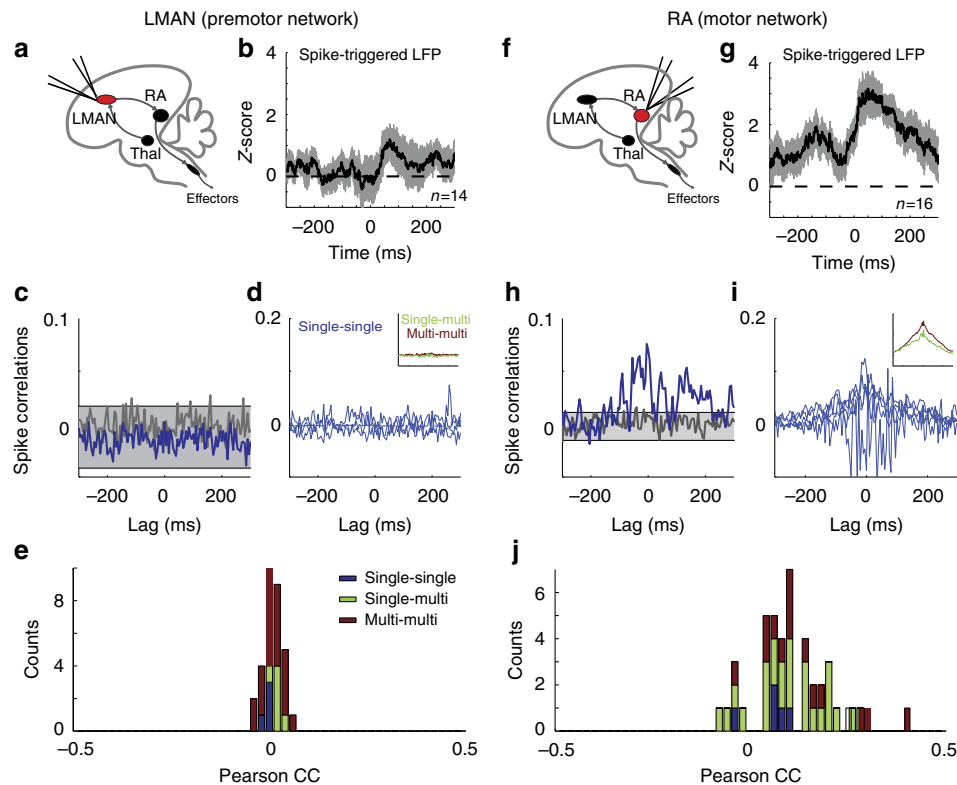 LMAN (premotor network)
RA (motor network)
a
RA
LMAN
Thal
Effectors
b
Spike-triggered LFP
4
2
0
Z-score
n=14
−200 0 200
Time (ms)
f
RA
LMAN
Thal
Effectors
g
Spike-triggered LFP
4
2
0
Z-score
n=16
−200 0 200
Time (ms)
c
0.1
0
Spike correlations
−200 0 200
Lag (ms)
d
0.2
0
Single-single
Single-multi
Multi-multi
−200 0 200
Lag (ms)
h
0.1
0
Spike correlations
−200 0 200
Lag (ms)
i
0.2
0
−200 0 200
Lag (ms)
e
8
4
0
Counts
Single-single
Single-multi
Multi-multi
−0.5 0 0.5
Pearson CC
j
6
4
2
0
Counts
−0.5 0 0.5
Pearson CC